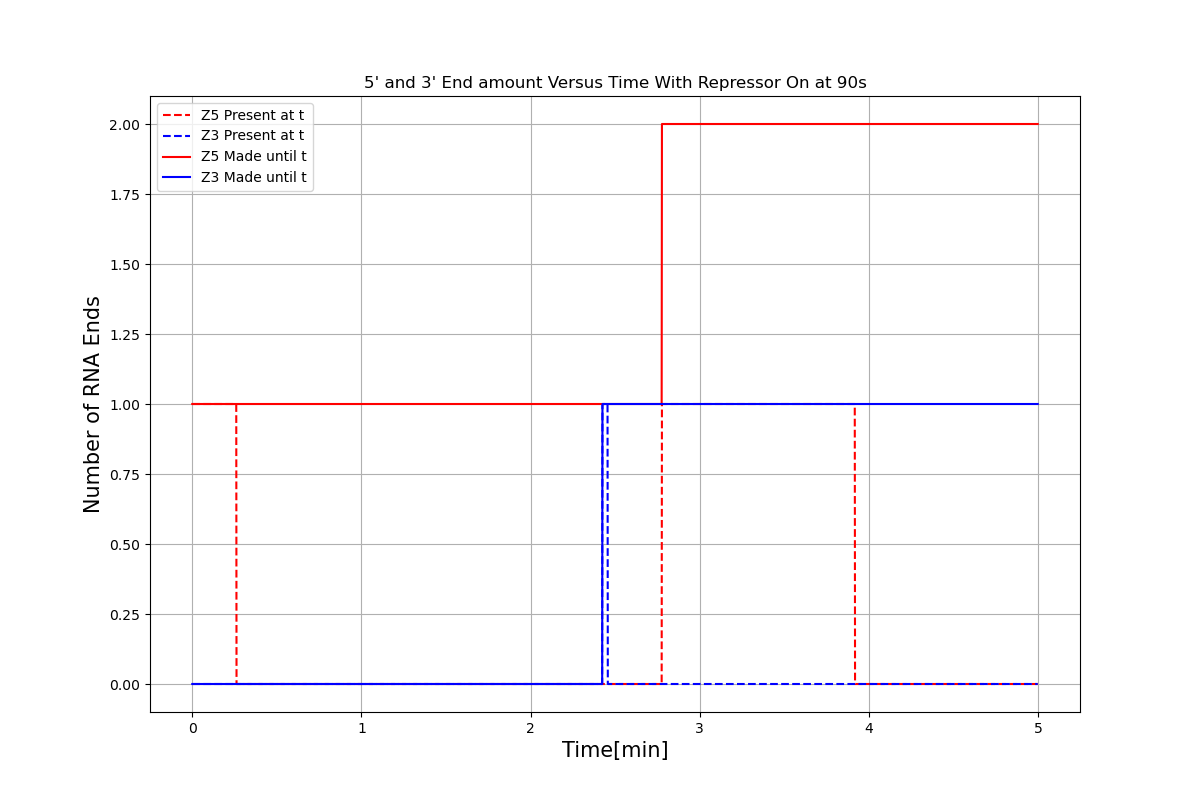 5' and 3' End amount Versus Time With Repressor On at 90s
Z5 Present at t
Z3 Present at t
Z5 Made until t
Z3 Made until t
Number of RNA Ends
2.00
1.75
1.50
1.25
1.00
0.75
0.50
0.25
0.00
0 1 2 3 4 5
Time[min]